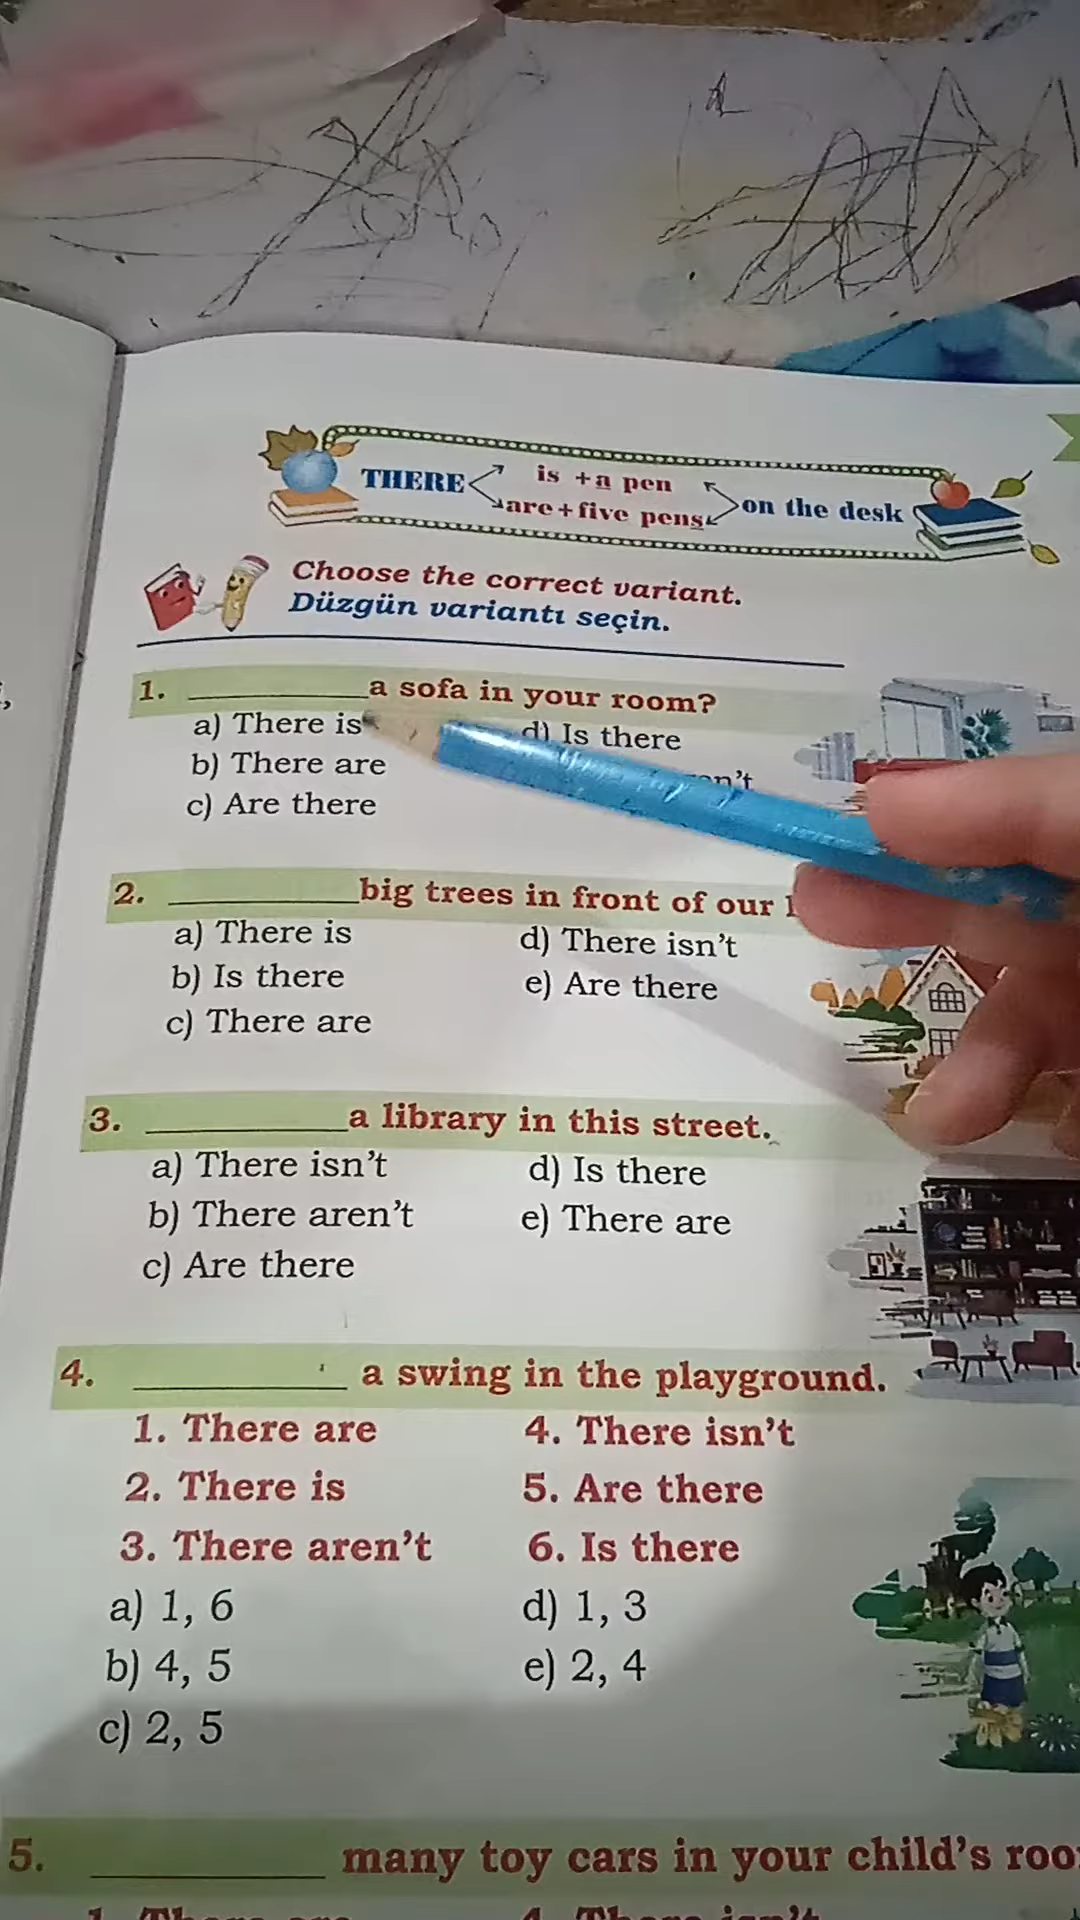 THERE is + a pen
are + five pens on the desk
Choose the correct variant.
Düzgün variantı seçin.
1. __________ a sofa in your room?
a) There is
d) Is there
b) There are
c) Are there
2. __________ big trees in front of our
a) There is
d) There isn't
b) Is there
e) Are there
c) There are
3. __________ a library in this street.
a) There isn't
d) Is there
b) There aren't
e) There are
c) Are there
4. __________ a swing in the playground.
1. There are
4. There isn't
2. There is
5. Are there
3. There aren't
6. Is there
a) 1, 6
d) 1, 3
b) 4, 5
e) 2, 4
c) 2, 5
5. __________ many toy cars in your child's